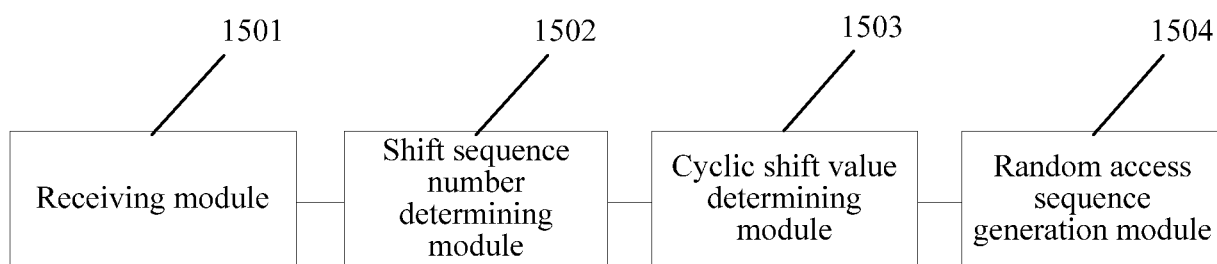 1501
1502
1503
1504
Receiving module
Shift sequence
number
determining
module
Cyclic shift value
determining
module
Random access
sequence
generation module